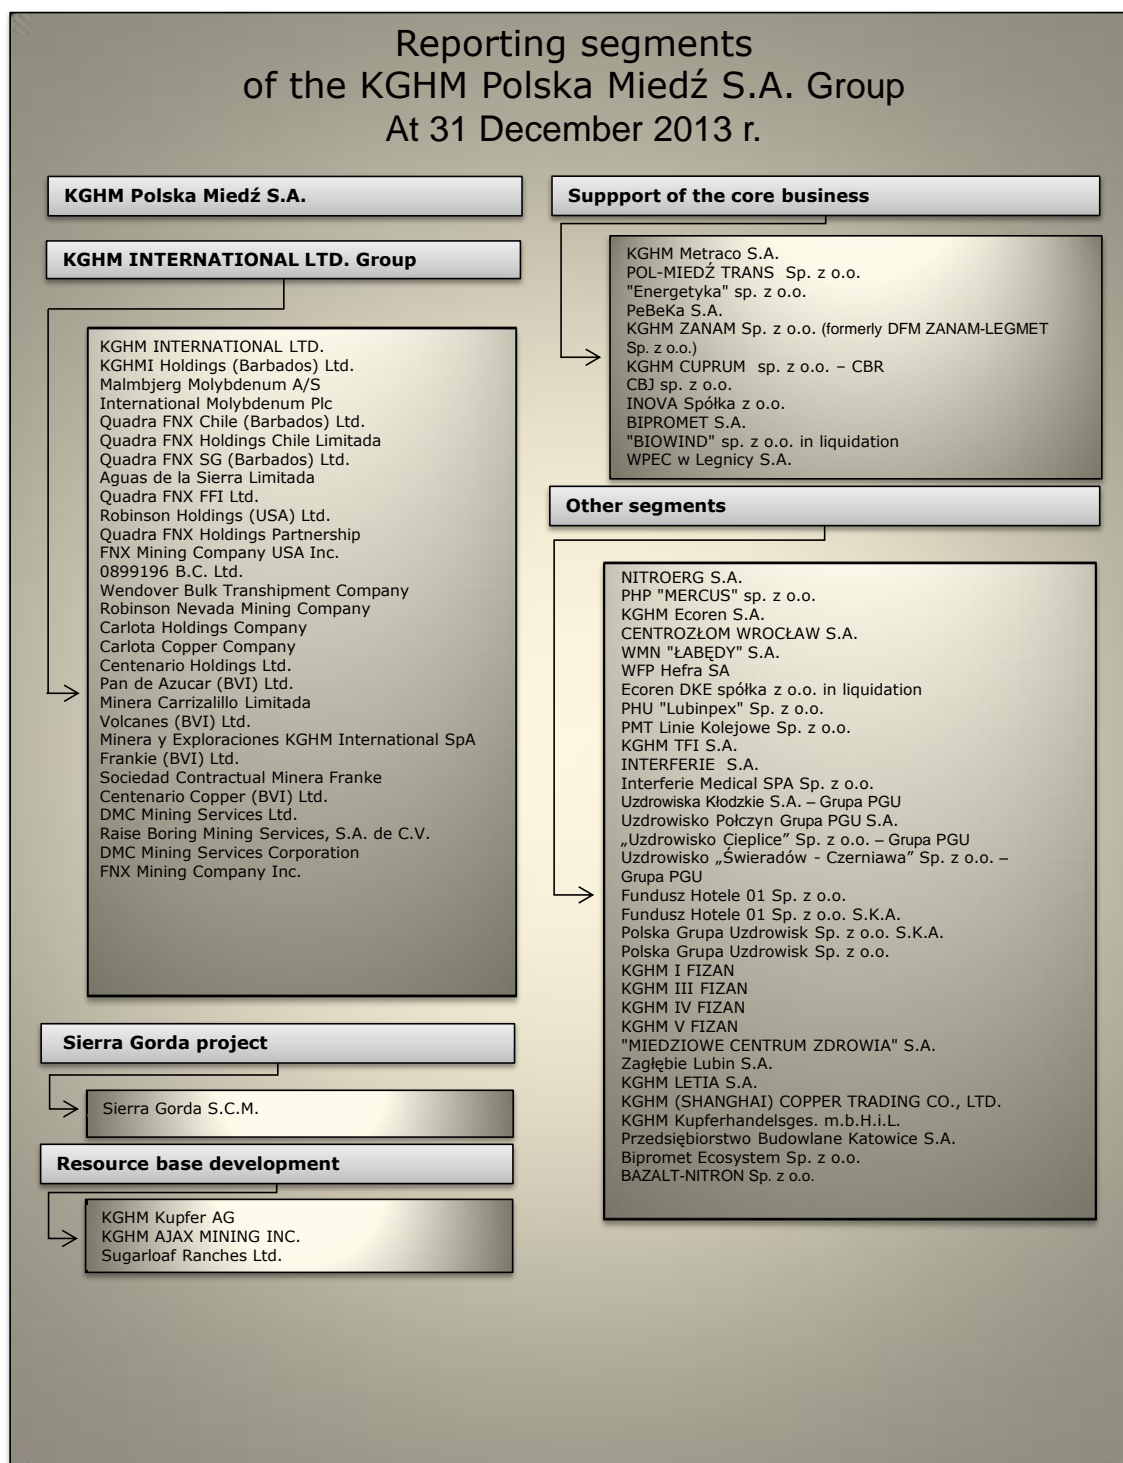 Reporting segments
of the KGHM Polska Miedź S.A. Group
At 31 December 2013 r.
KGHM Polska Miedź S.A.
KGHM INTERNATIONAL LTD. Group
KGHM INTERNATIONAL LTD.
KGHMI Holdings (Barbados) Ltd.
Malmbjerg Molybdenum A/S
International Molybdenum Plc
Quadra FNX Chile (Barbados) Ltd.
Quadra FNX Holdings Chile Limitada
Quadra FNX SG (Barbados) Ltd.
Aguas de la Sierra Limitada
Quadra FNX FFI Ltd.
Robinson Holdings (USA) Ltd.
Quadra FNX Holdings Partnership
FNX Mining Company USA Inc.
0899196 B.C. Ltd.
Wendover Bulk Transhipment Company
Robinson Nevada Mining Company
Carlota Holdings Company
Carlota Copper Company
Centenario Holdings Ltd.
Pan de Azucar (BVI) Ltd.
Minera Carrizalillo Limitada
Volcanes (BVI) Ltd.
Minera y Exploraciones KGHM International SpA
Frankie (BVI) Ltd.
Sociedad Contractual Minera Franke
Centenario Copper (BVI) Ltd.
DMC Mining Services Ltd.
Raise Boring Mining Services, S.A. de C.V.
DMC Mining Services Corporation
FNX Mining Company Inc.
Sierra Gorda project
Sierra Gorda S.C.M.
Resource base development
KGHM Kupfer AG
KGHM AJAX MINING INC.
Sugarloaf Ranches Ltd.
Suppport of the core business
KGHM Metraco S.A.
POL-MIEDŹ TRANS Sp. z o.o.
"Energetyka" sp. z o.o.
PeBeKa S.A.
KGHM ZANAM Sp. z o.o. (formerly DFM ZANAM-LEGMET
Sp. z o.o.)
KGHM CUPRUM sp. z o.o. – CBR
CBJ sp. z o.o.
INOVA Spółka z o.o.
BIPROMET S.A.
"BIOWIND" sp. z o.o. in liquidation
WPEC w Legnicy S.A.
Other segments
NITROERG S.A.
PHP "MERCUS" sp. z o.o.
KGHM Ecoren S.A.
CENTROZŁOM WROCŁAW S.A.
WMN "ŁABĘDY" S.A.
WFP Hefra SA
Ecoren DKE spółka z o.o. in liquidation
PHU "Lubinpex" Sp. z o.o.
PMT Linie Kolejowe Sp. z o.o.
KGHM TFI S.A.
INTERFERIE S.A.
Interferie Medical SPA Sp. z o.o.
Uzdrowiska Kłodzkie S.A. – Grupa PGU
Uzdrowisko Połczyn Grupa PGU S.A.
„Uzdrowisko Cieplice” Sp. z o.o. – Grupa PGU
Uzdrowisko „Świeradów - Czerniawa” Sp. z o.o. –
Grupa PGU
Fundusz Hotele 01 Sp. z o.o.
Fundusz Hotele 01 Sp. z o.o. S.K.A.
Polska Grupa Uzdrowisk Sp. z o.o. S.K.A.
Polska Grupa Uzdrowisk Sp. z o.o.
KGHM I FIZAN
KGHM III FIZAN
KGHM IV FIZAN
KGHM V FIZAN
"MIEDZIOWE CENTRUM ZDROWIA" S.A.
Zagłębie Lubin S.A.
KGHM LETIA S.A.
KGHM (SHANGHAI) COPPER TRADING CO., LTD.
KGHM Kupferhandelsges. m.b.H.i.L.
Przedsiębiorstwo Budowlane Katowice S.A.
Bipromet Ecosystem Sp. z o.o.
BAZALT-NITRON Sp. z o.o.